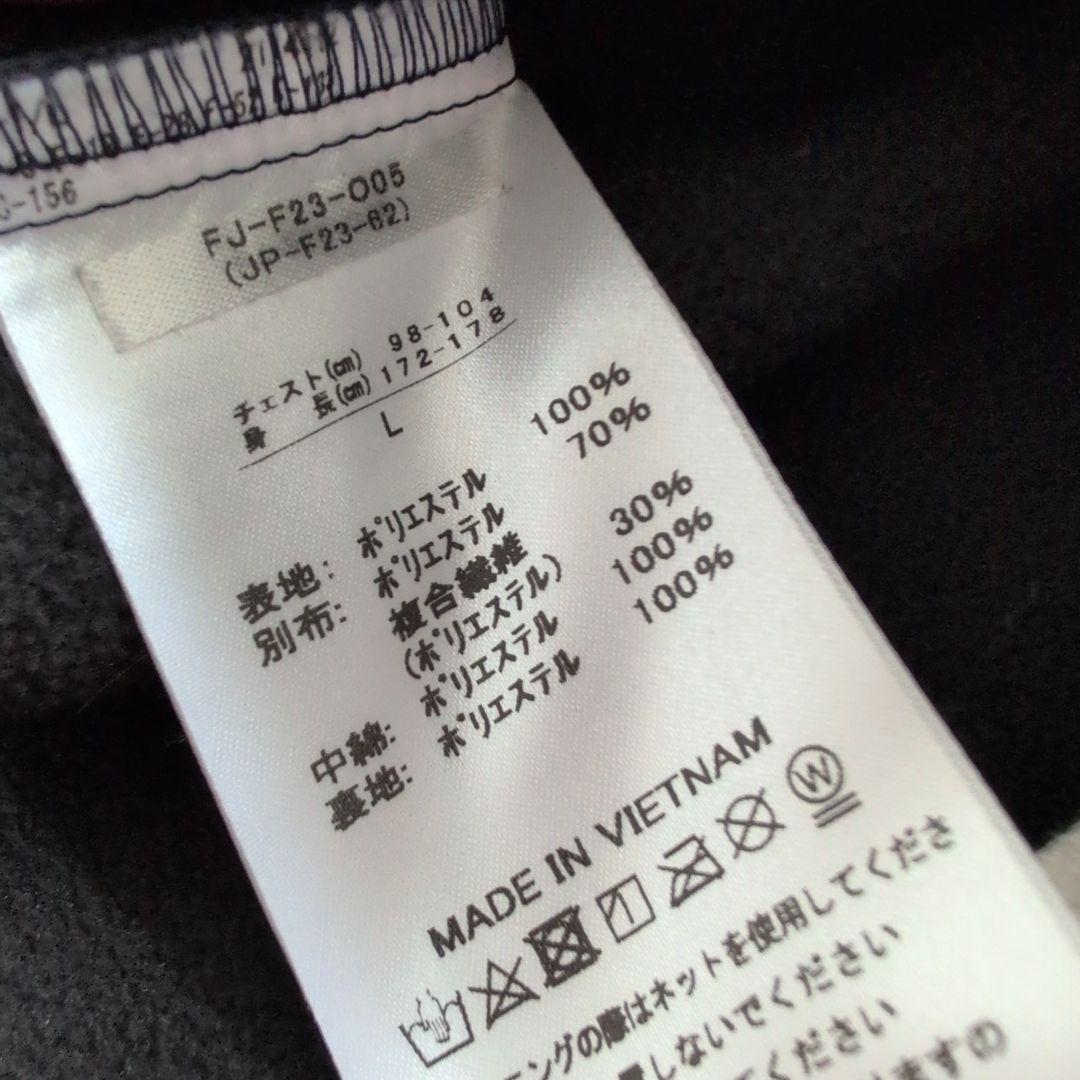 C-156
FJ-F23-005
(JP-F23-62)
チェスト(㎝) 98-104
身 長(㎝) 172-178
L
表地: ポリエステル 100%
別布: ポリエステル 70%
複合繊維
(ポリエステル) 30%
中綿: ポリエステル 100%
裏地: ポリエステル 100%
MADE IN VIETNAM
W
ングの際はネットを使用してくださ
しないでください
てください
ますの